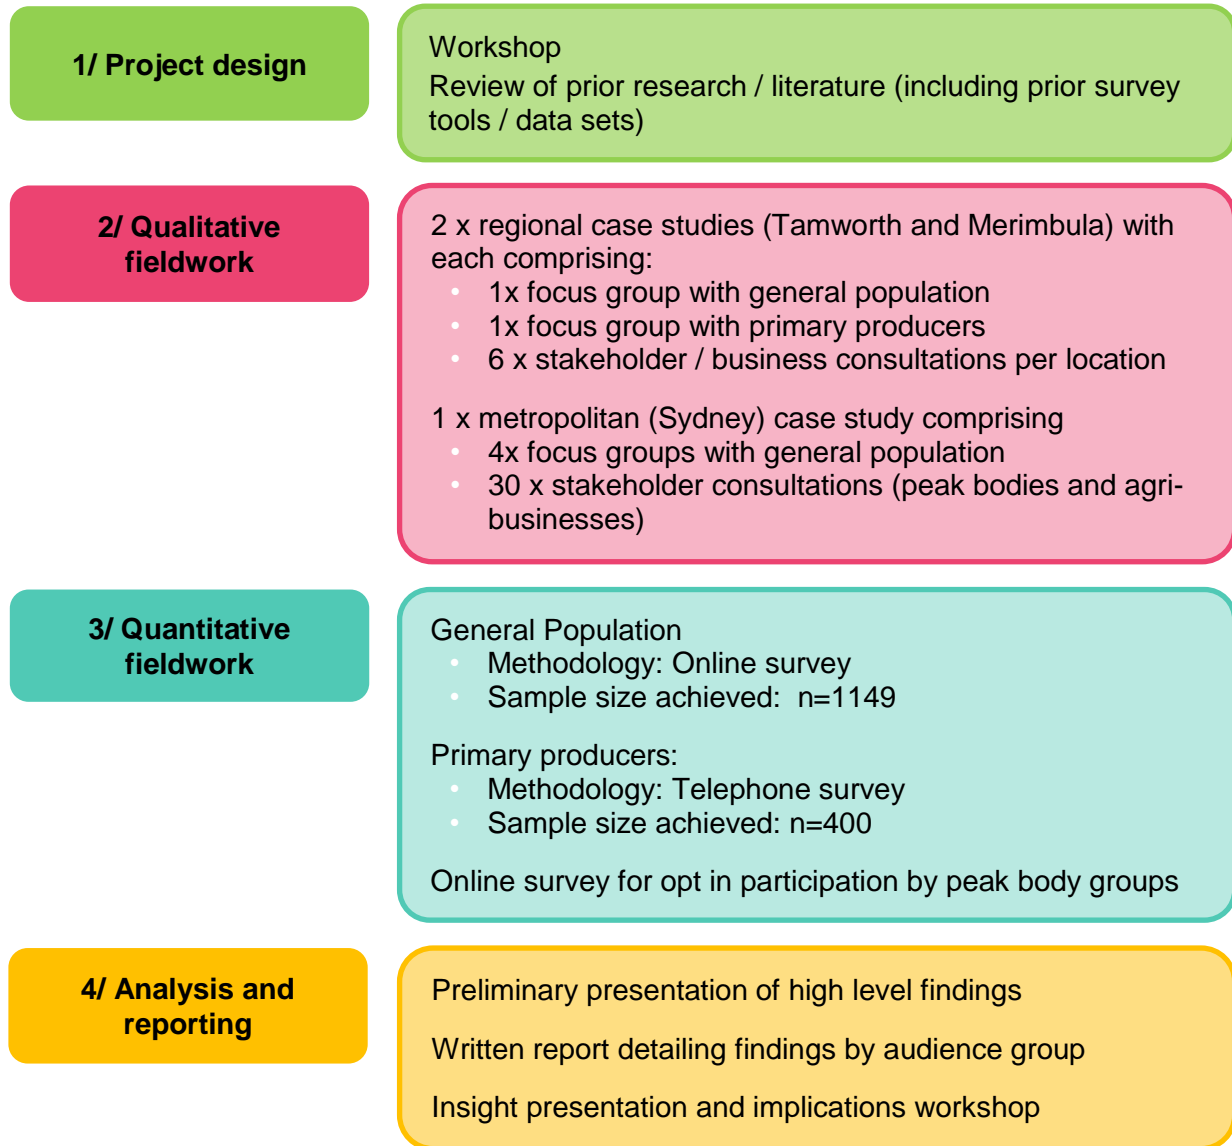 1/ Project design
Workshop
Review of prior research / literature (including prior survey
tools / data sets)
2/ Qualitative
fieldwork
2 x regional case studies (Tamworth and Merimbula) with
each comprising:
• 1x focus group with general population
• 1x focus group with primary producers
• 6 x stakeholder / business consultations per location
1 x metropolitan (Sydney) case study comprising
• 4x focus groups with general population
• 30 x stakeholder consultations (peak bodies and agri-
businesses)
3/ Quantitative
fieldwork
General Population
• Methodology: Online survey
• Sample size achieved:  n=1149
Primary producers:
• Methodology: Telephone survey
• Sample size achieved: n=400
Online survey for opt in participation by peak body groups
4/ Analysis and
reporting
Preliminary presentation of high level findings
Written report detailing findings by audience group
Insight presentation and implications workshop